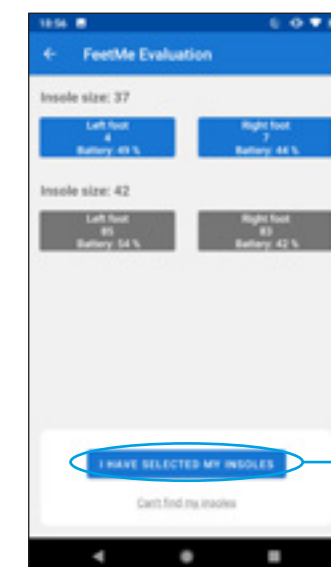 18:56
FeetMe Evaluation
Insole size: 37
Left foot
4
Battery: 49 %
Right foot
7
Battery: 44 %
Insole size: 42
Left foot
85
Battery: 54 %
Right foot
83
Battery: 42 %
I HAVE SELECTED MY INSOLES
Can't find my insoles